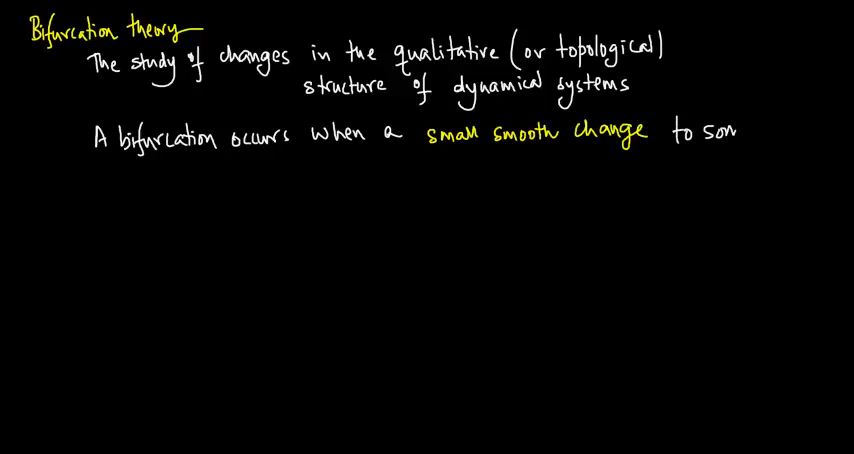 Bifurcation theory
The study of changes in the qualitative (or topological)
structure of dynamical systems
A bifurcation occurs when a small smooth change to som